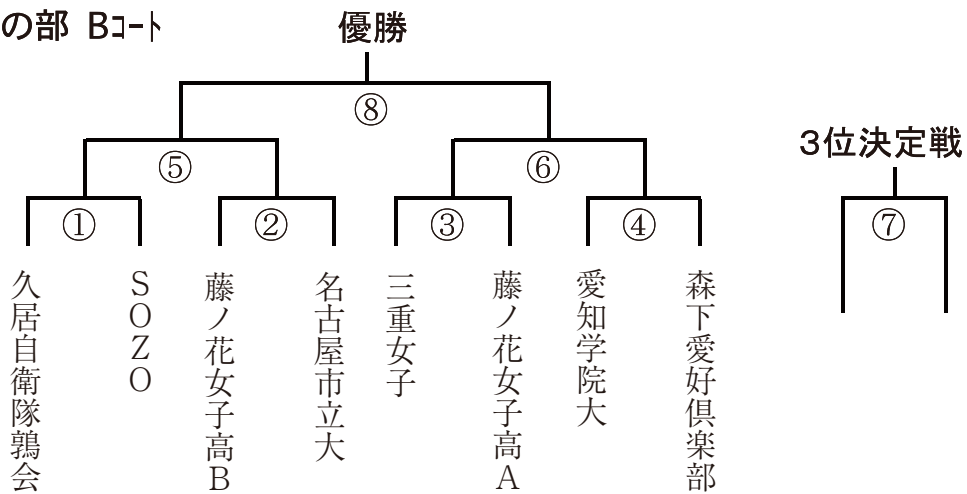 の部 Bｺｰﾄ
優勝
⑧
⑤
⑥
3位決定戦
①
②
③
④
⑦
久居自衛隊鶉会
SOZO
藤ノ花女子高B
名古屋市立大
三重女子
藤ノ花女子高A
愛知学院大
森下愛好倶楽部